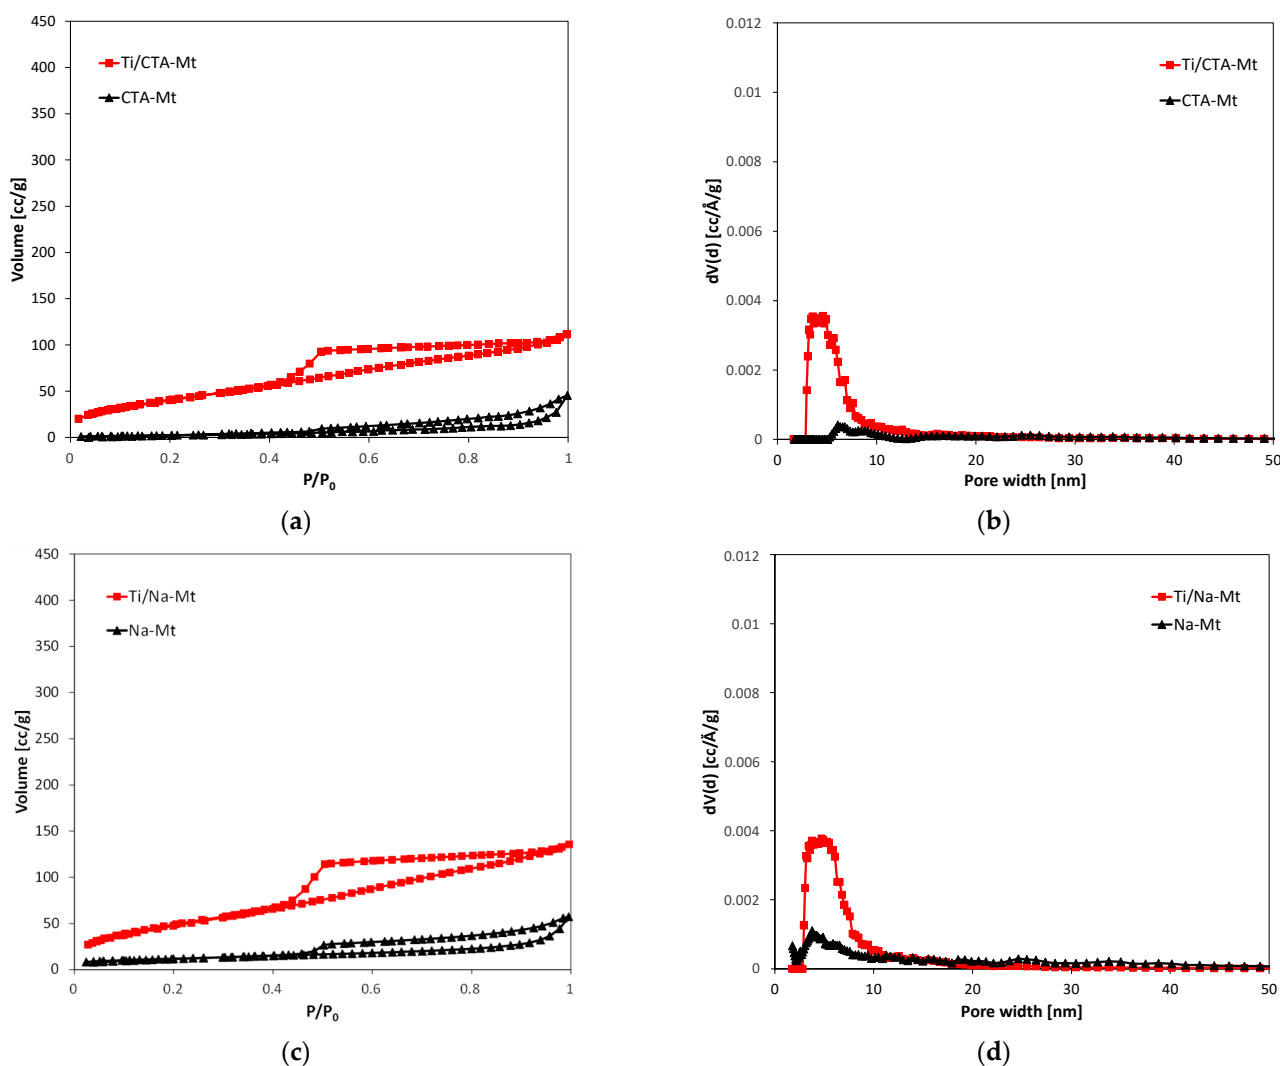 450
400
350
300
250
200
150
100
50
0
Volume [cc/g]
Ti/CTA-Mt
CTA-Mt
0
0.2
0.4
0.6
0.8
1
P/P0
(a)
0.012
0.01
0.008
0.006
0.004
0.002
0
dV(d) [cc/Å/g]
Ti/CTA-Mt
CTA-Mt
0
10
20
30
40
50
Pore width [nm]
(b)
450
400
350
300
250
200
150
100
50
0
Volume [cc/g]
Ti/Na-Mt
Na-Mt
0
0.2
0.4
0.6
0.8
1
P/P0
(c)
0.012
0.01
0.008
0.006
0.004
0.002
0
dV(d) [cc/Å/g]
Ti/Na-Mt
Na-Mt
0
10
20
30
40
50
Pore width [nm]
(d)